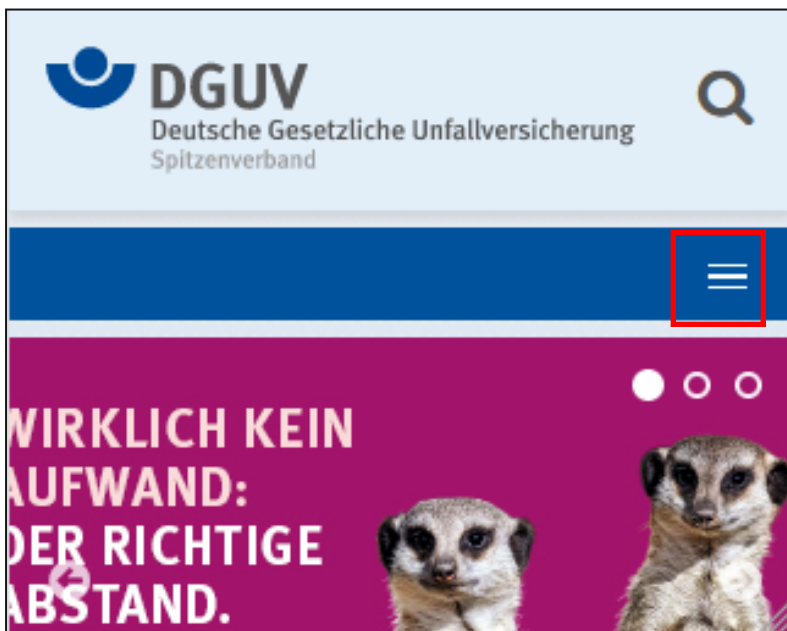 DGUV
Deutsche Gesetzliche Unfallversicherung
Spitzenverband
WIRKLICH KEIN
AUFWAND:
DER RICHTIGE
ABSTAND.